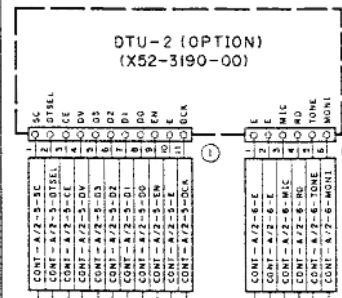 DTU-2 (OPTION)
(X52-3190-00)
SC
DTSEL
CE
DV
D3
D2
D1
D0
EN
E
DCK
E
E
MIC
RD
TONE
MONI
1
2
3
4
5
6
7
8
9
10
11
1
2
3
4
5
6
1
CONT-A/2-5-SC
CONT-A/2-5-DTSEL
CONT-A/2-5-CE
CONT-A/2-5-DV
CONT-A/2-5-D3
CONT-A/2-5-D2
CONT-A/2-5-D1
CONT-A/2-5-D0
CONT-A/2-5-EN
CONT-A/2-5-E
CONT-A/2-5-DCK
CONT-A/2-6-E
CONT-A/2-6-E
CONT-A/2-6-MIC
CONT-A/2-6-RD
CONT-A/2-6-TONE
CONT-A/2-6-MONI